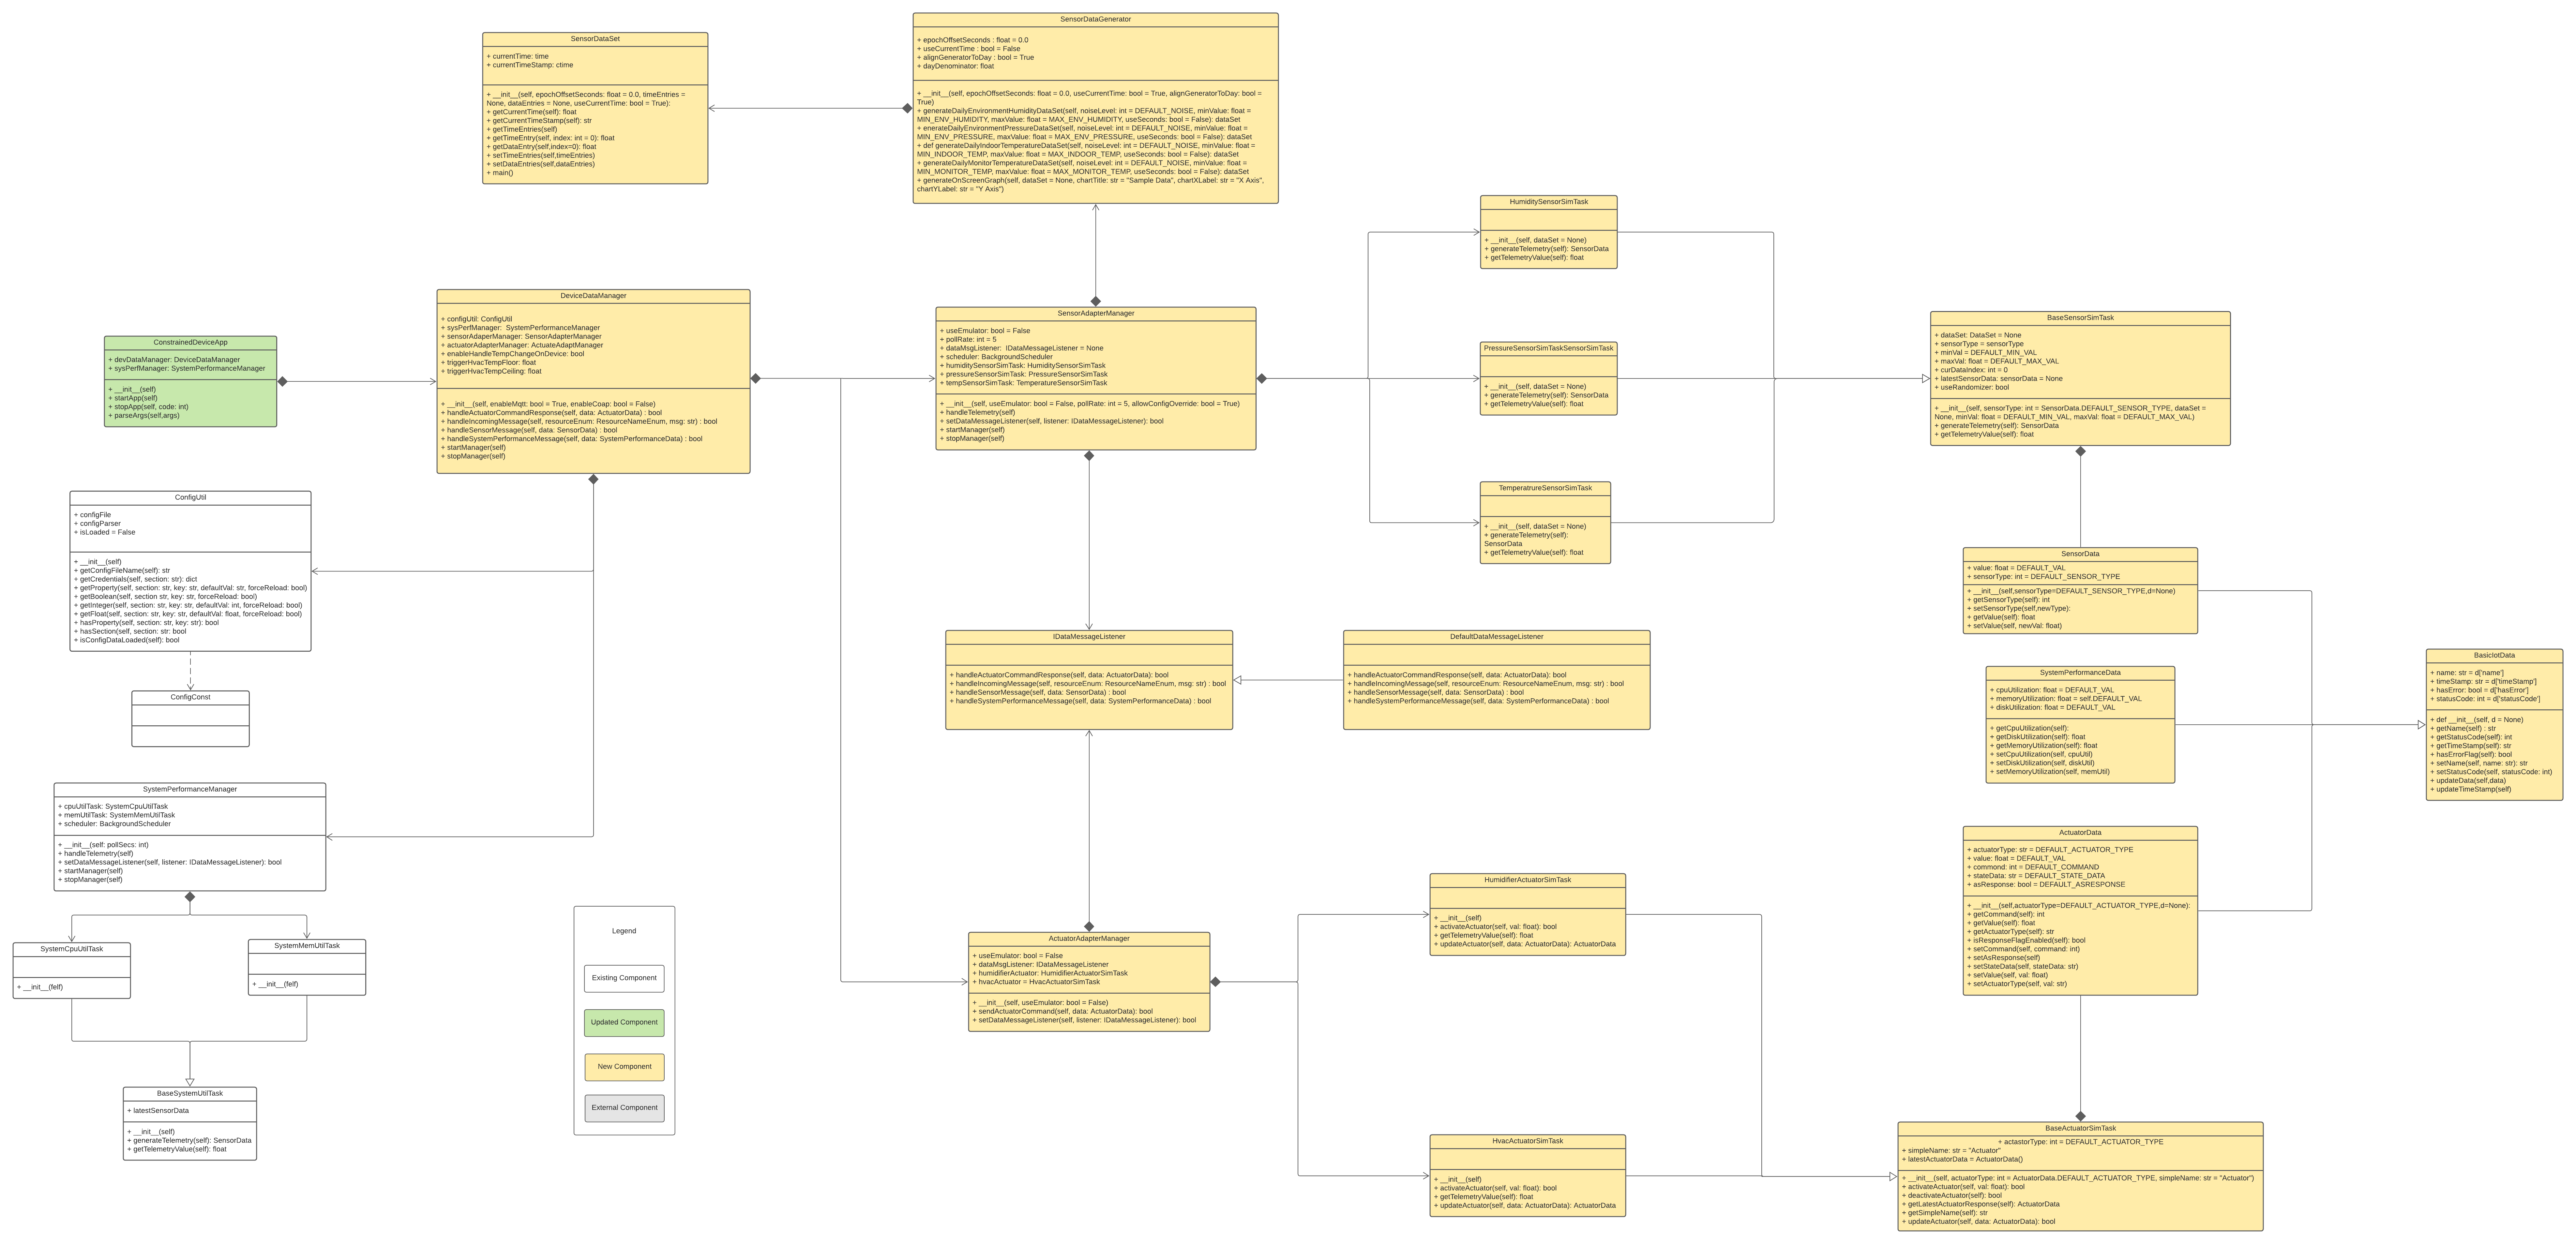 SensorDataGenerator
+ epochOffsetSeconds : float = 0.0
+ useCurrentTime : bool = False
+ alignGeneratorToDay : bool = True
+ dayDenominator: float
+ __init__(self, epochOffsetSeconds: float = 0.0, useCurrentTime: bool = True, alignGeneratorToDay: bool =
True)
+ generateDailyEnvironmentHumidityDataSet(self, noiseLevel: int = DEFAULT_NOISE, minValue: float =
MIN_ENV_HUMIDITY, maxValue: float = MAX_ENV_HUMIDITY, useSeconds: bool = False): dataSet
+ enerateDailyEnvironmentPressureDataSet(self, noiseLevel: int = DEFAULT_NOISE, minValue: float =
MIN_ENV_PRESSURE, maxValue: float = MAX_ENV_PRESSURE, useSeconds: bool = False): dataSet
+ def generateDailyIndoorTemperatureDataSet(self, noiseLevel: int = DEFAULT_NOISE, minValue: float =
MIN_INDOOR_TEMP, maxValue: float = MAX_INDOOR_TEMP, useSeconds: bool = False): dataSet
+ generateDailyMonitorTemperatureDataSet(self, noiseLevel: int = DEFAULT_NOISE, minValue: float =
MIN_MONITOR_TEMP, maxValue: float = MAX_MONITOR_TEMP, useSeconds: bool = False): dataSet
+ generateOnScreenGraph(self, dataSet = None, chartTitle: str = "Sample Data", chartXLabel: str = "X Axis",
chartYLabel: str = "Y Axis")
SensorDataSet
+ currentTime: time
+ currentTimeStamp: ctime
+ __init__(self, epochOffsetSeconds: float = 0.0, timeEntries =
None, dataEntries = None, useCurrentTime: bool = True):
+ getCurrentTime(self): float
+ getCurrentTimeStamp(self): str
+ getTimeEntries(self)
+ getTimeEntry(self, index: int = 0): float
+ getDataEntry(self,index=0): float
+ setTimeEntries(self,timeEntries)
+ setDataEntries(self,dataEntries)
+ main()
HumiditySensorSimTask
+ __init__(self, dataSet = None)
+ generateTelemetry(self): SensorData
+ getTelemetryValue(self): float
DeviceDataManager
+ configUtil: ConfigUtil
+ sysPerfManager:  SystemPerformanceManager
+ sensorAdaperManager: SensorAdapterManager
+ actuatorAdapterManager: ActuateAdaptManager
+ enableHandleTempChangeOnDevice: bool
+ triggerHvacTempFloor: float
+ triggerHvacTempCeiling: float
+ __init__(self, enableMqtt: bool = True, enableCoap: bool = False)
+ handleActuatorCommandResponse(self, data: ActuatorData) : bool
+ handleIncomingMessage(self, resourceEnum: ResourceNameEnum, msg: str) : bool
+ handleSensorMessage(self, data: SensorData) : bool
+ handleSystemPerformanceMessage(self, data: SystemPerformanceData) : bool
+ startManager(self)
+ stopManager(self)
SensorAdapterManager
+ useEmulator: bool = False
+ pollRate: int = 5
+ dataMsgListener:  IDataMessageListener = None
+ scheduler: BackgroundScheduler
+ humiditySensorSimTask: HumiditySensorSimTask
+ pressureSensorSimTask: PressureSensorSimTask
+ tempSensorSimTask: TemperatureSensorSimTask
+ __init__(self, useEmulator: bool = False, pollRate: int = 5, allowConfigOverride: bool = True)
+ handleTelemetry(self)
+ setDataMessageListener(self, listener: IDataMessageListener): bool
+ startManager(self)
+ stopManager(self)
BaseSensorSimTask
+ dataSet: DataSet = None
+ sensorType = sensorType
+ minVal = DEFAULT_MIN_VAL
+ maxVal: float = DEFAULT_MAX_VAL
+ curDataIndex: int = 0
+ latestSensorData: sensorData = None
+ useRandomizer: bool
+ __init__(self, sensorType: int = SensorData.DEFAULT_SENSOR_TYPE, dataSet =
None, minVal: float = DEFAULT_MIN_VAL, maxVal: float = DEFAULT_MAX_VAL)
+ generateTelemetry(self): SensorData
+ getTelemetryValue(self): float
ConstrainedDeviceApp
+ devDataManager: DeviceDataManager
+ sysPerfManager: SystemPerformanceManager
+ __init__(self)
+ startApp(self)
+ stopApp(self, code: int)
+ parseArgs(self,args)
PressureSensorSimTaskSensorSimTask
+ __init__(self, dataSet = None)
+ generateTelemetry(self): SensorData
+ getTelemetryValue(self): float
TemperatrureSensorSimTask
+ __init__(self, dataSet = None)
+ generateTelemetry(self):
SensorData
+ getTelemetryValue(self): float
ConfigUtil
+ configFile
+ configParser
+ isLoaded = False
+ __init__(self)
+ getConfigFileName(self): str
+ getCredentials(self, section: str): dict
+ getProperty(self, section: str, key: str, defaultVal: str, forceReload: bool)
+ getBoolean(self, section str, key: str, forceReload: bool)
+ getInteger(self, section: str, key: str, defaultVal: int, forceReload: bool)
+ getFloat(self, section: str, key: str, defaultVal: float, forceReload: bool)
+ hasProperty(self, section: str, key: str): bool
+ hasSection(self, section: str: bool
+ isConfigDataLoaded(self): bool
SensorData
+ value: float = DEFAULT_VAL
+ sensorType: int = DEFAULT_SENSOR_TYPE
+ __init__(self,sensorType=DEFAULT_SENSOR_TYPE,d=None)
+ getSensorType(self): int
+ setSensorType(self,newType):
+ getValue(self): float
+ setValue(self, newVal: float)
IDataMessageListener
+ handleActuatorCommandResponse(self, data: ActuatorData): bool
+ handleIncomingMessage(self, resourceEnum: ResourceNameEnum, msg: str) : bool
+ handleSensorMessage(self, data: SensorData) : bool
+ handleSystemPerformanceMessage(self, data: SystemPerformanceData) : bool
DefaultDataMessageListener
+ handleActuatorCommandResponse(self, data: ActuatorData): bool
+ handleIncomingMessage(self, resourceEnum: ResourceNameEnum, msg: str) : bool
+ handleSensorMessage(self, data: SensorData) : bool
+ handleSystemPerformanceMessage(self, data: SystemPerformanceData) : bool
BasicIotData
+ name: str = d['name']
+ timeStamp: str = d['timeStamp']
+ hasError: bool = d['hasError']
+ statusCode: int = d['statusCode']
+ def __init__(self, d = None)
+ getName(self) : str
+ getStatusCode(self): int
+ getTimeStamp(self): str
+ hasErrorFlag(self): bool
+ setName(self, name: str): str
+ setStatusCode(self, statusCode: int)
+ updateData(self,data)
+ updateTimeStamp(self)
SystemPerformanceData
+ cpuUtilization: float = DEFAULT_VAL
+ memoryUtilization: float = self.DEFAULT_VAL
+ diskUtilization: float = DEFAULT_VAL
+ getCpuUtilization(self):
+ getDiskUtilization(self): float
+ getMemoryUtilization(self): float
+ setCpuUtilization(self, cpuUtil)
+ setDiskUtilization(self, diskUtil)
+ setMemoryUtilization(self, memUtil)
ConfigConst
SystemPerformanceManager
+ cpuUtilTask: SystemCpuUtilTask
+ memUtilTask: SystemMemUtilTask
+ scheduler: BackgroundScheduler
+ __init__(self: pollSecs: int)
+ handleTelemetry(self)
+ setDataMessageListener(self, listener: IDataMessageListener): bool
+ startManager(self)
+ stopManager(self)
ActuatorData
+ actuatorType: str = DEFAULT_ACTUATOR_TYPE
+ value: float = DEFAULT_VAL
+ commond: int = DEFAULT_COMMAND
+ stateData: str = DEFAULT_STATE_DATA
+ asResponse: bool = DEFAULT_ASRESPONSE
+ __init__(self,actuatorType=DEFAULT_ACTUATOR_TYPE,d=None):
+ getCommand(self): int
+ getValue(self): float
+ getActuatorType(self): str
+ isResponseFlagEnabled(self): bool
+ setCommand(self, command: int)
+ setAsResponse(self)
+ setStateData(self, stateData: str)
+ setValue(self, val: float)
+ setActuatorType(self, val: str)
HumidifierActuatorSimTask
+ __init__(self)
+ activateActuator(self, val: float): bool
+ getTelemetryValue(self): float
+ updateActuator(self, data: ActuatorData): ActuatorData
Legend
Existing Component
Updated Component
New Component
External Component
ActuatorAdapterManager
+ useEmulator: bool = False
+ dataMsgListener: IDataMessageListener
+ humidifierActuator: HumidifierActuatorSimTask
+ hvacActuator = HvacActuatorSimTask
+ __init__(self, useEmulator: bool = False)
+ sendActuatorCommand(self, data: ActuatorData): bool
+ setDataMessageListener(self, listener: IDataMessageListener): bool
SystemCpuUtilTask
+ __init__(felf)
SystemMemUtilTask
+ __init__(felf)
BaseSystemUtilTask
+ latestSensorData
+ __init__(self)
+ generateTelemetry(self): SensorData
+ getTelemetryValue(self): float
HvacActuatorSimTask
+ __init__(self)
+ activateActuator(self, val: float): bool
+ getTelemetryValue(self): float
+ updateActuator(self, data: ActuatorData): ActuatorData
BaseActuatorSimTask
+ actastorType: int = DEFAULT_ACTUATOR_TYPE
+ simpleName: str = "Actuator"
+ latestActuatorData = ActuatorData()
+ __init__(self, actuatorType: int = ActuatorData.DEFAULT_ACTUATOR_TYPE, simpleName: str = "Actuator")
+ activateActuator(self, val: float): bool
+ deactivateActuator(self): bool
+ getLatestActuatorResponse(self): ActuatorData
+ getSimpleName(self): str
+ updateActuator(self, data: ActuatorData): bool